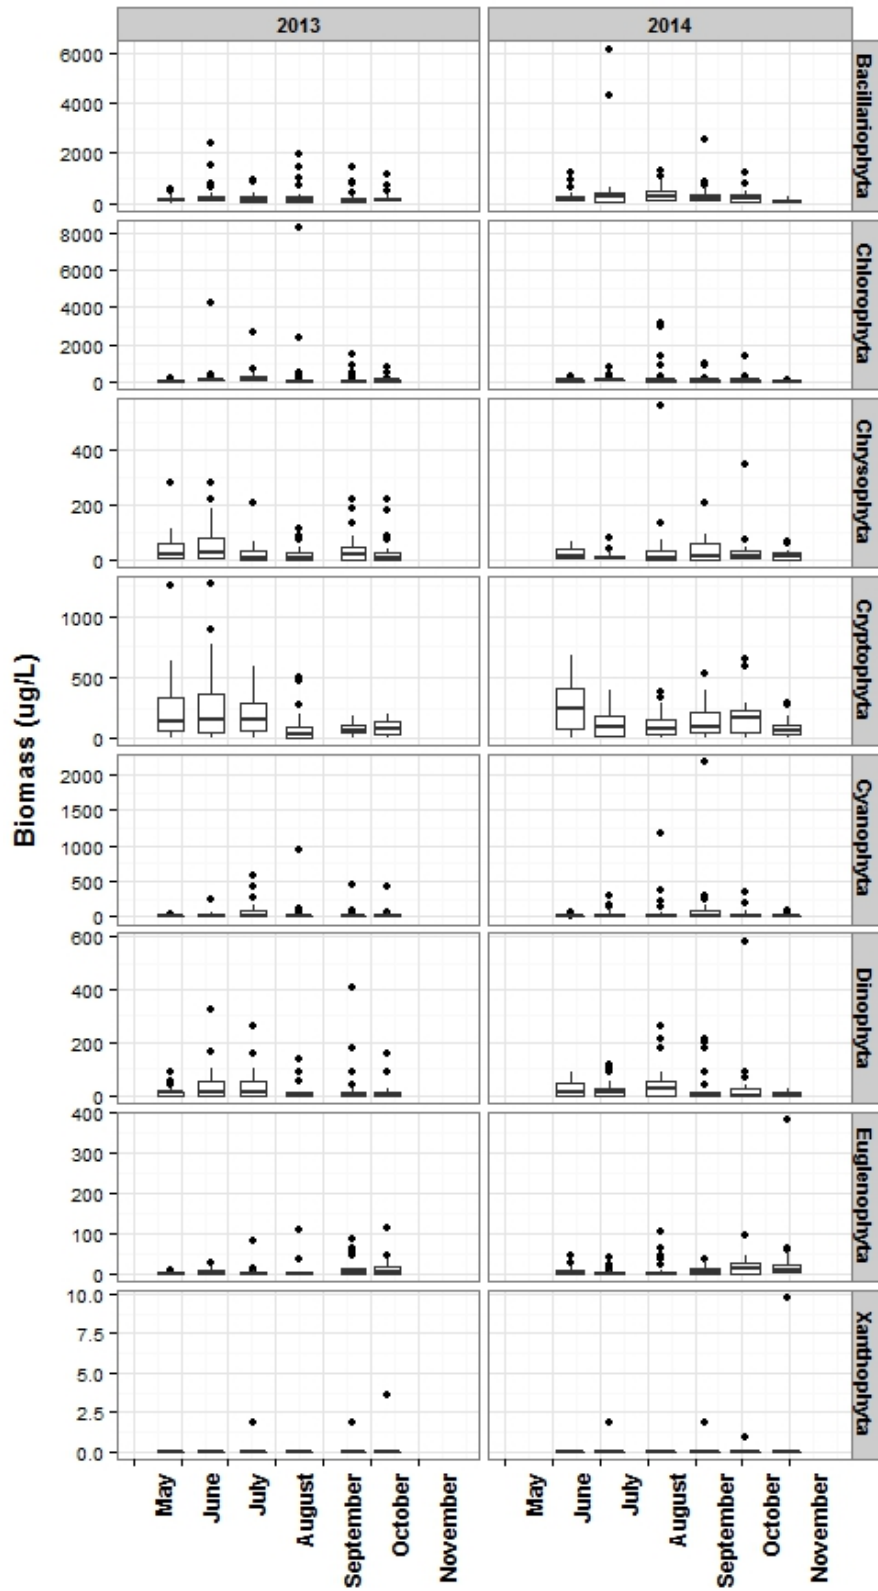 2013
2014
Biomass (ug/L)
6000
4000
2000
0
Bacillariophyta
8000
6000
4000
2000
0
Chlorophyta
400
200
0
Chrysophyta
1000
500
0
Cryptophyta
2000
1500
1000
500
0
Cyanophyta
600
400
200
0
Dinophyta
400
300
200
100
0
Euglenophyta
10.0
7.5
5.0
2.5
0.0
Xanthophyta
May
June
July
August
September
October
November
May
June
July
August
September
October
November